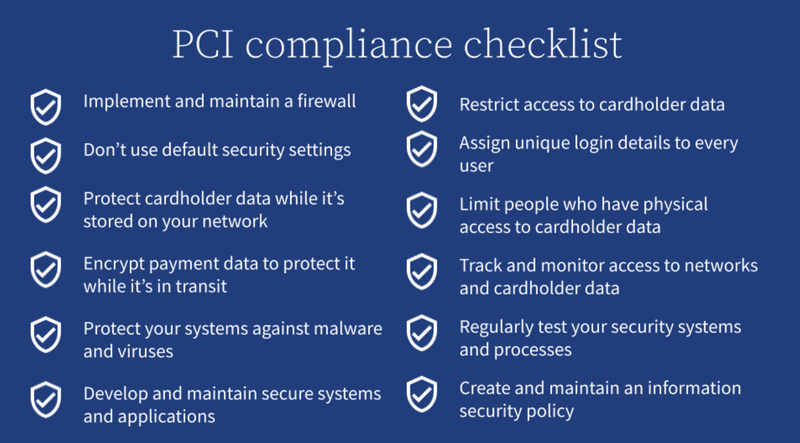 PCI compliance checklist
Implement and maintain a firewall
Don’t use default security settings
Protect cardholder data while it’s
stored on your network
Encrypt payment data to protect it
while it’s in transit
Protect your systems against malware
and viruses
Develop and maintain secure systems
and applications
Restrict access to cardholder data
Assign unique login details to every
user
Limit people who have physical
access to cardholder data
Track and monitor access to networks
and cardholder data
Regularly test your security systems
and processes
Create and maintain an information
security policy